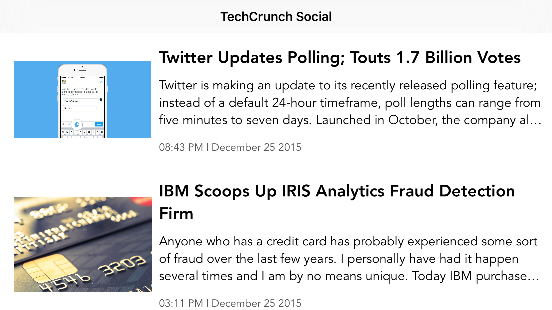 TechCrunch Social
Twitter Updates Polling; Touts 1.7 Billion Votes
Twitter is making an update to its recently released polling feature;
instead of a default 24-hour timeframe, poll lengths can range from
five minutes to seven days. Launched in October, the company al...
08:43 PM | December 25 2015
IBM Scoops Up IRIS Analytics Fraud Detection
Firm
Anyone who has a credit card has probably experienced some sort
of fraud over the last few years. I personally have had it happen
several times and I am by no means unique. Today IBM purchase...
4546 3203
03:11 PM | December 25 2015